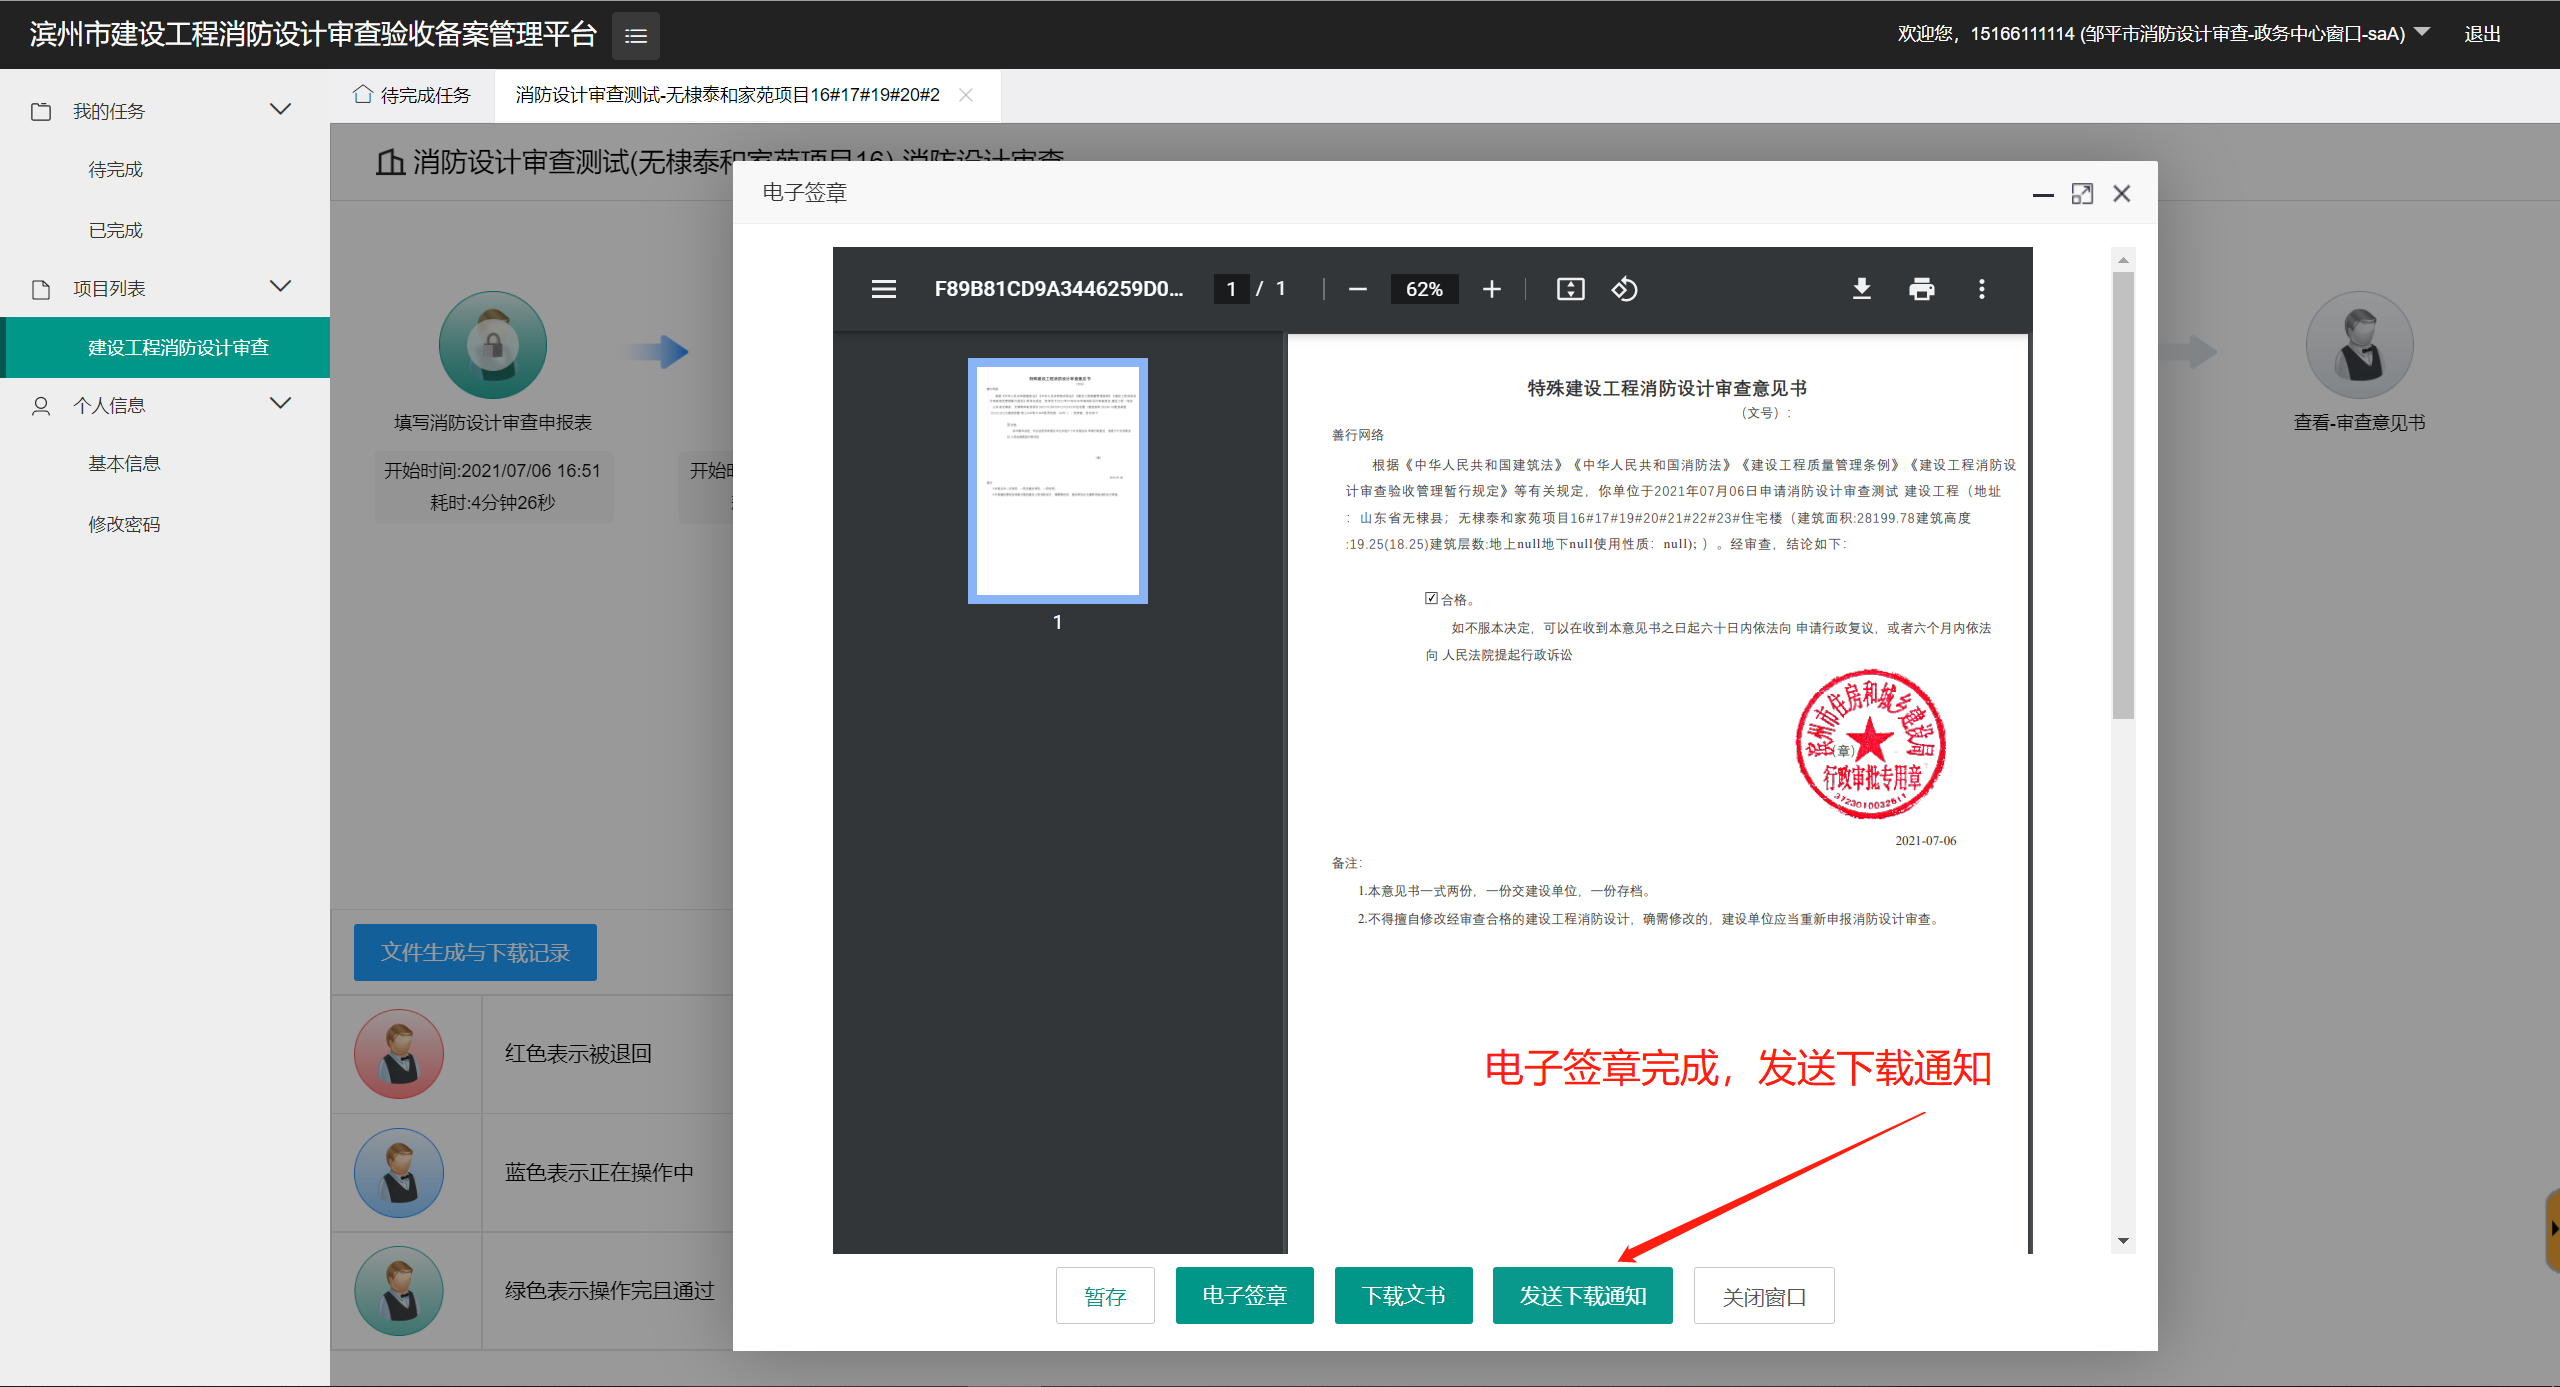 滨州市建设工程消防设计审查验收备案管理平台
欢迎您，15166111114 (邹平市消防设计审查-政务中心窗口-saA)
退出
我的任务
待完成
已完成
项目列表
建设工程消防设计审查
个人信息
基本信息
修改密码
待完成任务
消防设计审查测试-无棣泰和家苑项目16#17#19#20#2
消防设计审查测试(无棣泰和家苑项目16) 消防设计审查
填写消防设计审查申报表
开始时间:2021/07/06 16:51
耗时:4分钟26秒
开始
查看-审查意见书
文件生成与下载记录
红色表示被退回
蓝色表示正在操作中
绿色表示操作完且通过
电子签章
F89B81CD9A3446259D0...
1 / 1
62%
1
特殊建设工程消防设计审查意见书
（文号）:
善行网络
根据《中华人民共和国建筑法》《中华人民共和国消防法》《建设工程质量管理条例》《建设工程消防设
计审查验收管理暂行规定》等有关规定，你单位于2021年07月06日申请消防设计审查测试 建设工程（地址
：山东省无棣县；无棣泰和家苑项目16#17#19#20#21#22#23#住宅楼（建筑面积:28199.78建筑高度
:19.25(18.25)建筑层数:地上null地下null使用性质：null); ）。经审查，结论如下：
合格。
如不服本决定，可以在收到本意见书之日起六十日内依法向 申请行政复议，或者六个月内依法
向 人民法院提起行政诉讼
滨州市住房和城乡建设局
（章）
行政审批专用章
2021-07-06
备注：
1.本意见书一式两份，一份交建设单位，一份存档。
2.不得擅自修改经审查合格的建设工程消防设计，确需修改的，建设单位应当重新申报消防设计审查。
电子签章完成，发送下载通知
暂存
电子签章
下载文书
发送下载通知
关闭窗口